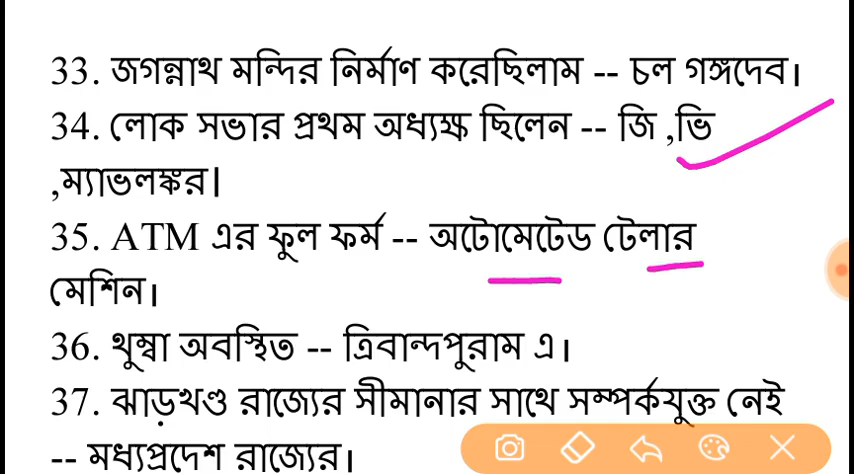 33. জগন্নাথ মন্দির নির্মাণ করেছিলাম -- চল গঙ্গদেব।
34. লোক সভার প্রথম অধ্যক্ষ ছিলেন -- জি ,ভি
,ম্যাভলঙ্কর।
35. ATM এর ফুল ফর্ম -- অটোমেটেড টেলার
মেশিন।
36. থুম্বা অবস্থিত -- ত্রিবান্দপুরাম এ।
37. ঝাড়খণ্ড রাজ্যের সীমানার সাথে সম্পর্কযুক্ত নেই
-- মধ্যপ্রদেশ রাজ্যের।